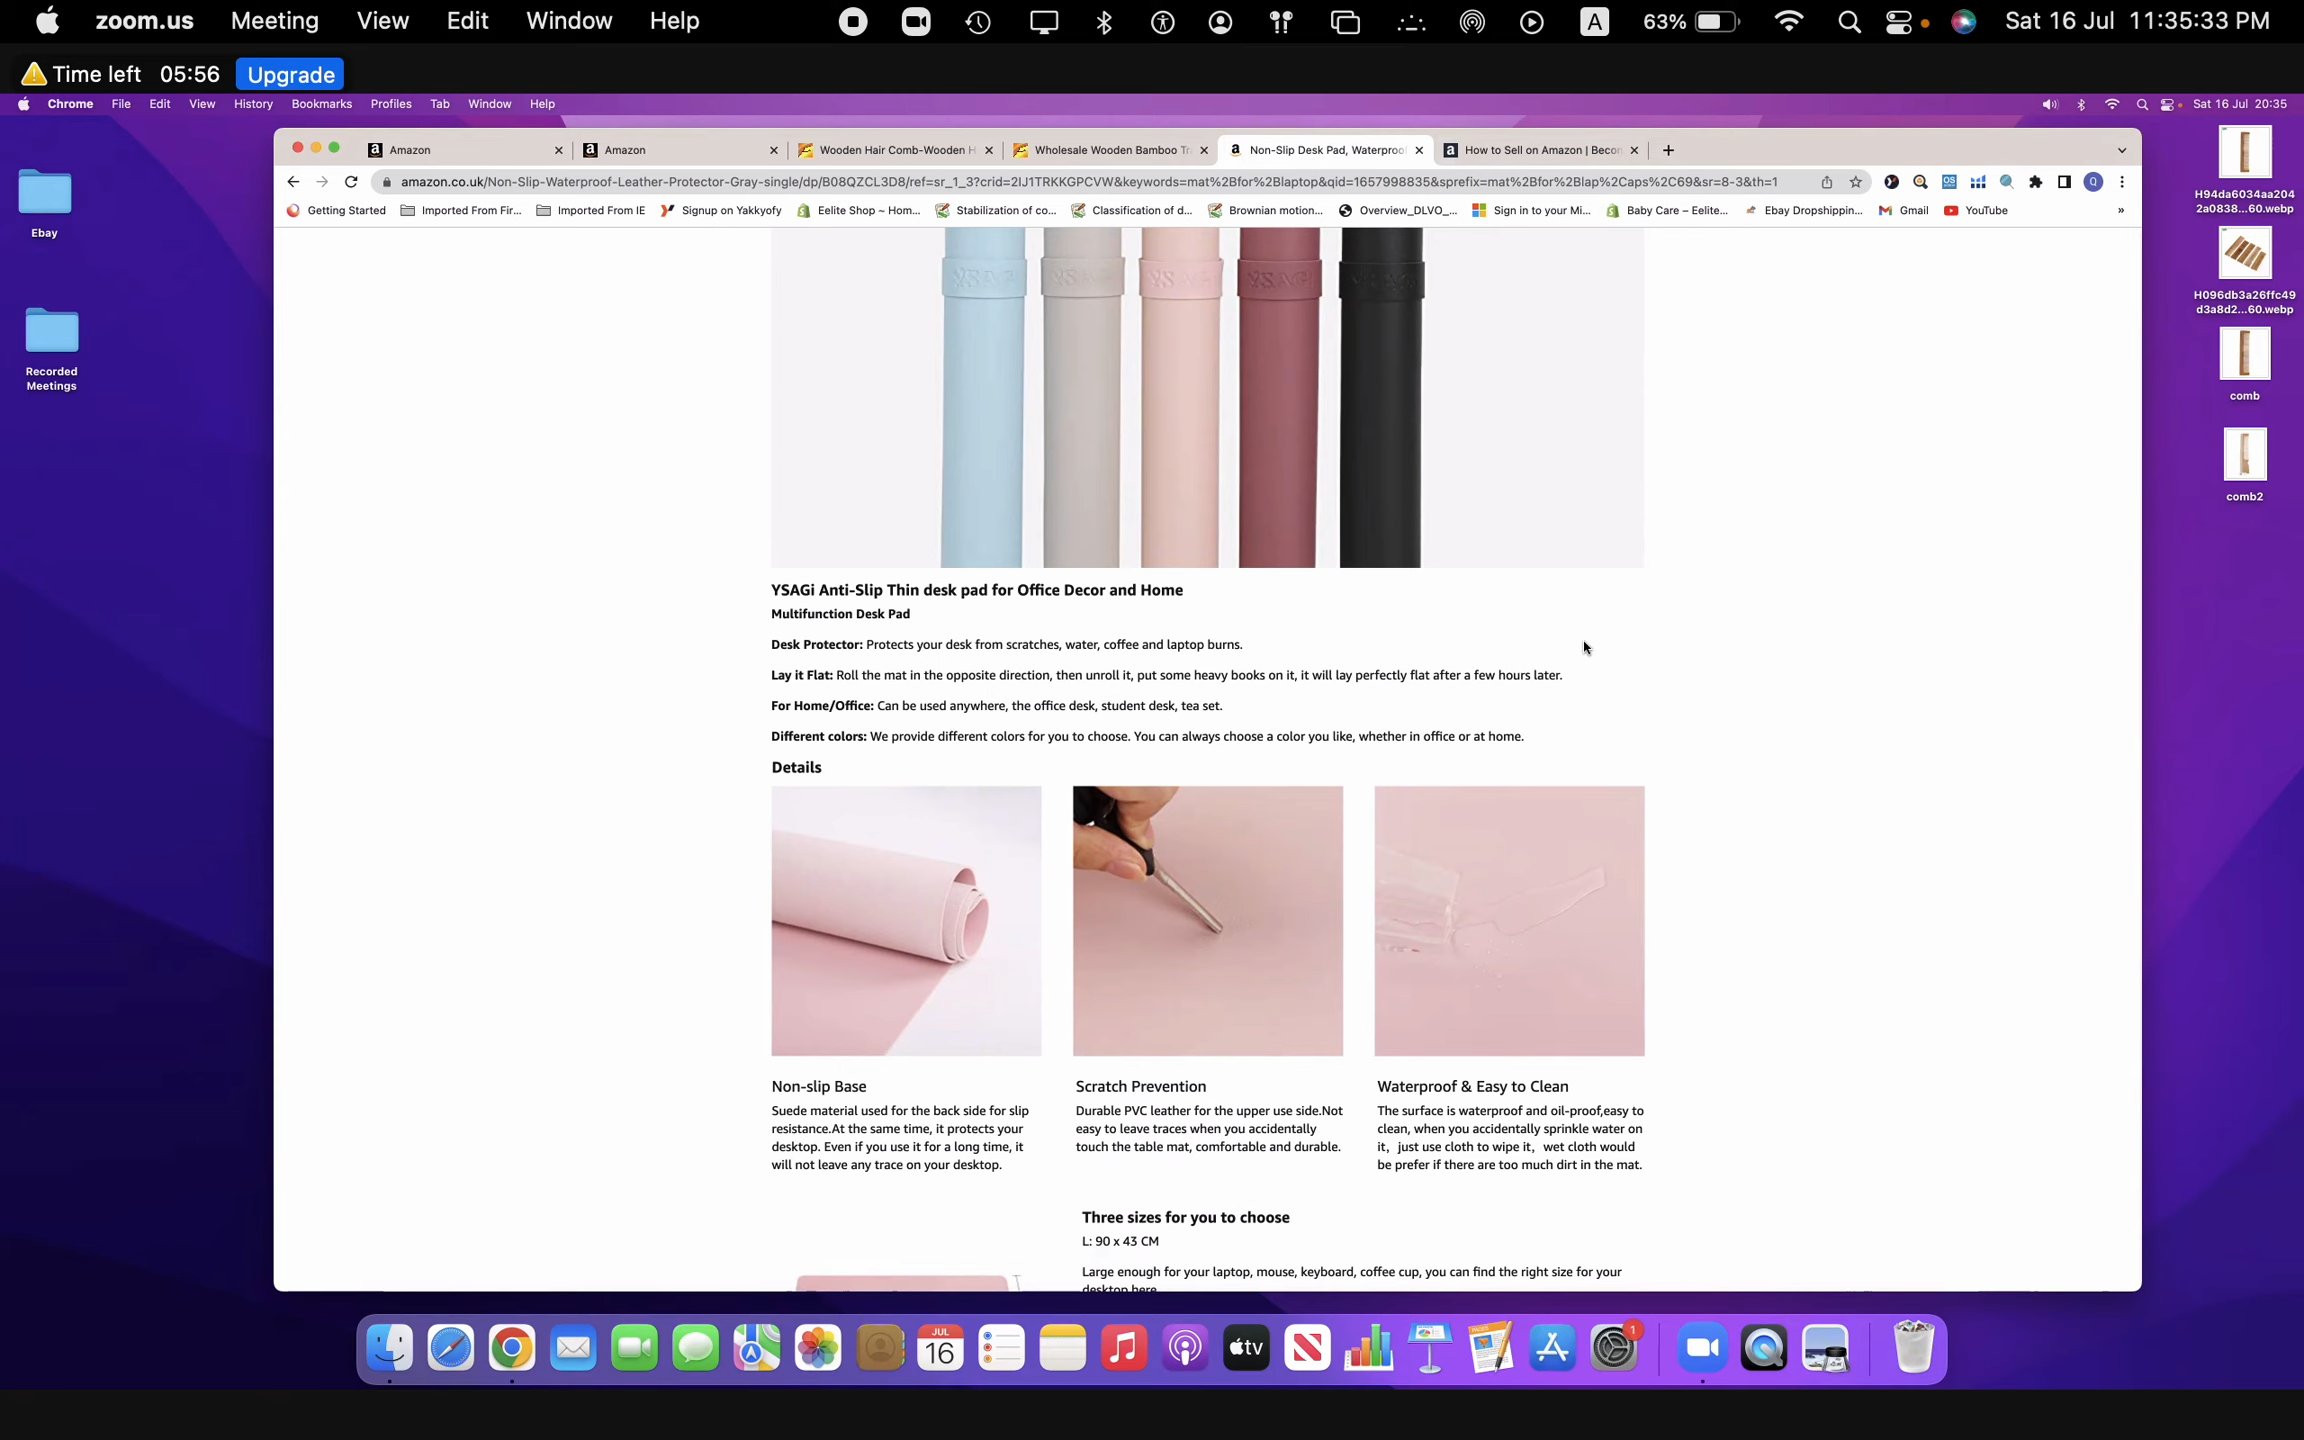 zoom.us Meeting View Edit Window Help 63% Sat 16 Jul 11:35:33 PM
Time left 05:56 Upgrade
Chrome File Edit View History Bookmarks Profiles Tab Window Help Sat 16 Jul 20:35
Amazon Amazon Wooden Hair Comb-Wooden H Wholesale Wooden Bamboo Tr Non-Slip Desk Pad, Waterproof How to Sell on Amazon | Becom
amazon.co.uk/Non-Slip-Waterproof-Leather-Protector-Gray-single/dp/B08QZCL3D8/ref=sr_1_3?crid=2IJ1TRKKGPCVW&keywords=mat%2Bfor%2Blaptop&qid=1657998835&sprefix=mat%2Bfor%2Blap%2Caps%2C69&sr=8-3&th=1
Getting Started Imported From Fir... Imported From IE Signup on Yakkyofy Eelite Shop ~ Hom... Stabilization of co... Classification of d... Brownian motion... Overview_DLVO_... Sign in to your Mi... Baby Care – Eelite... Ebay Dropshippin... Gmail YouTube »
Ebay
Recorded
Meetings
H94da6034aa204
2a0838...60.webp
H096db3a26ffc49
d3a8d2...60.webp
comb
comb2
YSAGi YSAGi YSAGi YSAGi YSAGi
YSAGi Anti-Slip Thin desk pad for Office Decor and Home
Multifunction Desk Pad
Desk Protector: Protects your desk from scratches, water, coffee and laptop burns.
Lay it Flat: Roll the mat in the opposite direction, then unroll it, put some heavy books on it, it will lay perfectly flat after a few hours later.
For Home/Office: Can be used anywhere, the office desk, student desk, tea set.
Different colors: We provide different colors for you to choose. You can always choose a color you like, whether in office or at home.
Details
Non-slip Base
Suede material used for the back side for slip
resistance.At the same time, it protects your
desktop. Even if you use it for a long time, it
will not leave any trace on your desktop.
Scratch Prevention
Durable PVC leather for the upper use side.Not
easy to leave traces when you accidentally
touch the table mat, comfortable and durable.
Waterproof & Easy to Clean
The surface is waterproof and oil-proof,easy to
clean, when you accidentally sprinkle water on
it，just use cloth to wipe it，wet cloth would
be prefer if there are too much dirt in the mat.
Three sizes for you to choose
L: 90 x 43 CM
Large enough for your laptop, mouse, keyboard, coffee cup, you can find the right size for your
desktop here
JUL
16
tv
1